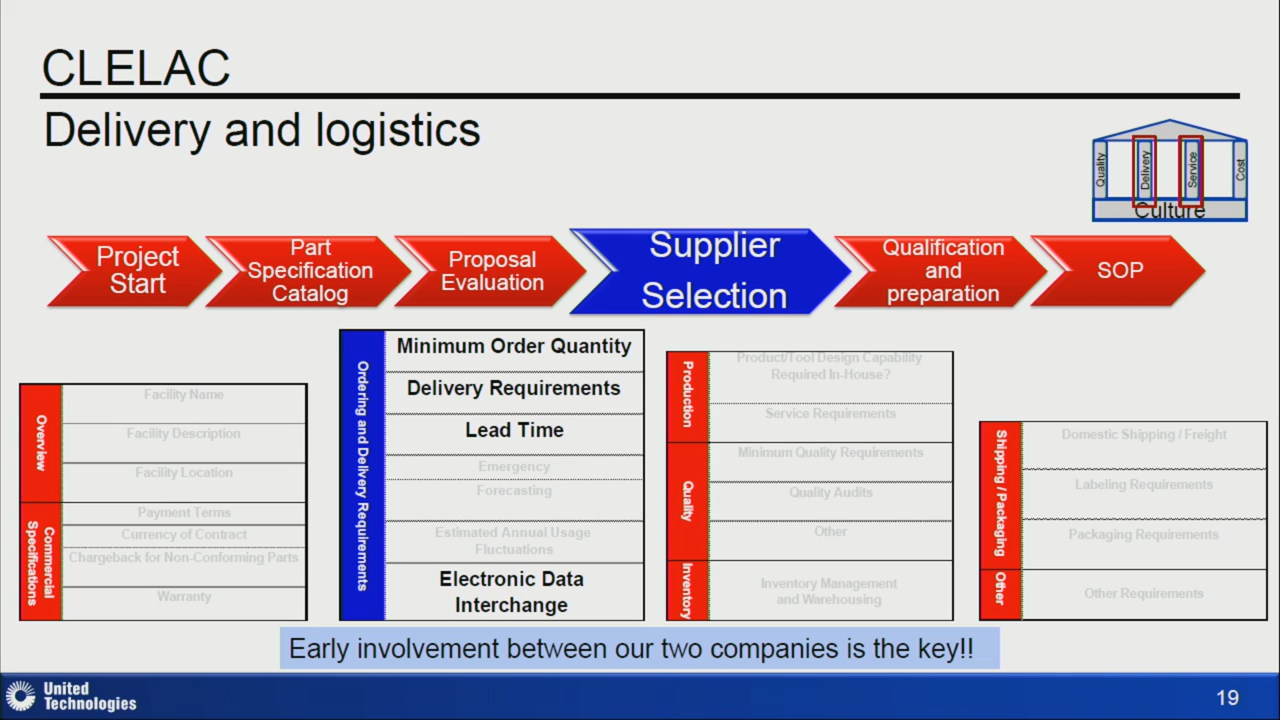 CLELAC
Delivery and logistics
Quality
Delivery
Service
Cost
Culture
Project
Start
Part
Specification
Catalog
Proposal
Evaluation
Supplier
Selection
Qualification
and
preparation
SOP
Overview
Facility Name
Facility Description
Facility Location
Commercial
Specifications
Payment Terms
Currency of Contract
Chargeback for Non-Conforming Parts
Warranty
Ordering and Delivery Requirements
Minimum Order Quantity
Delivery Requirements
Lead Time
Emergency
Forecasting
Estimated Annual Usage
Fluctuations
Electronic Data
Interchange
Production
Product/Tool Design Capability
Required In-House?
Service Requirements
Quality
Minimum Quality Requirements
Quality Audits
Other
Inventory
Inventory Management
and Warehousing
Shipping / Packaging
Domestic Shipping / Freight
Labeling Requirements
Packaging Requirements
Other
Other Requirements
Early involvement between our two companies is the key!!
United
Technologies
19